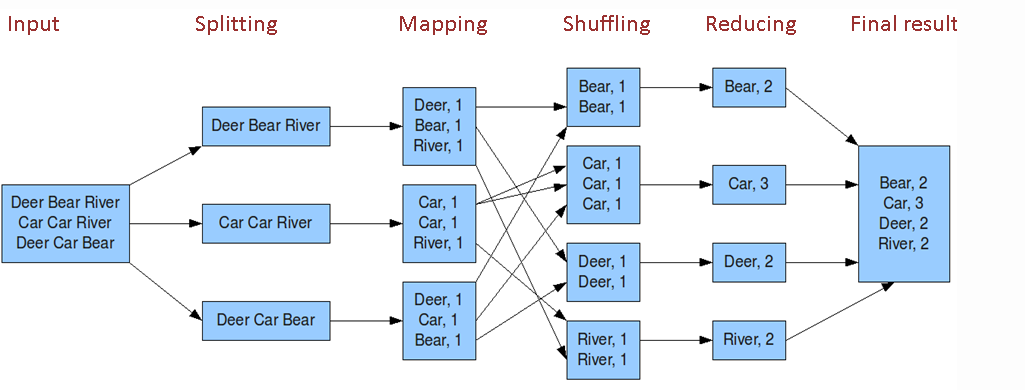 Input
Splitting
Mapping
Shuffling
Reducing
Final result
Deer Bear River
Car Car River
Deer Car Bear
Deer Bear River
Car Car River
Deer Car Bear
Deer, 1
Bear, 1
River, 1
Car, 1
Car, 1
River, 1
Deer, 1
Car, 1
Bear, 1
Bear, 1
Bear, 1
Car, 1
Car, 1
Car, 1
Deer, 1
Deer, 1
River, 1
River, 1
Bear, 2
Car, 3
Deer, 2
River, 2
Bear, 2
Car, 3
Deer, 2
River, 2